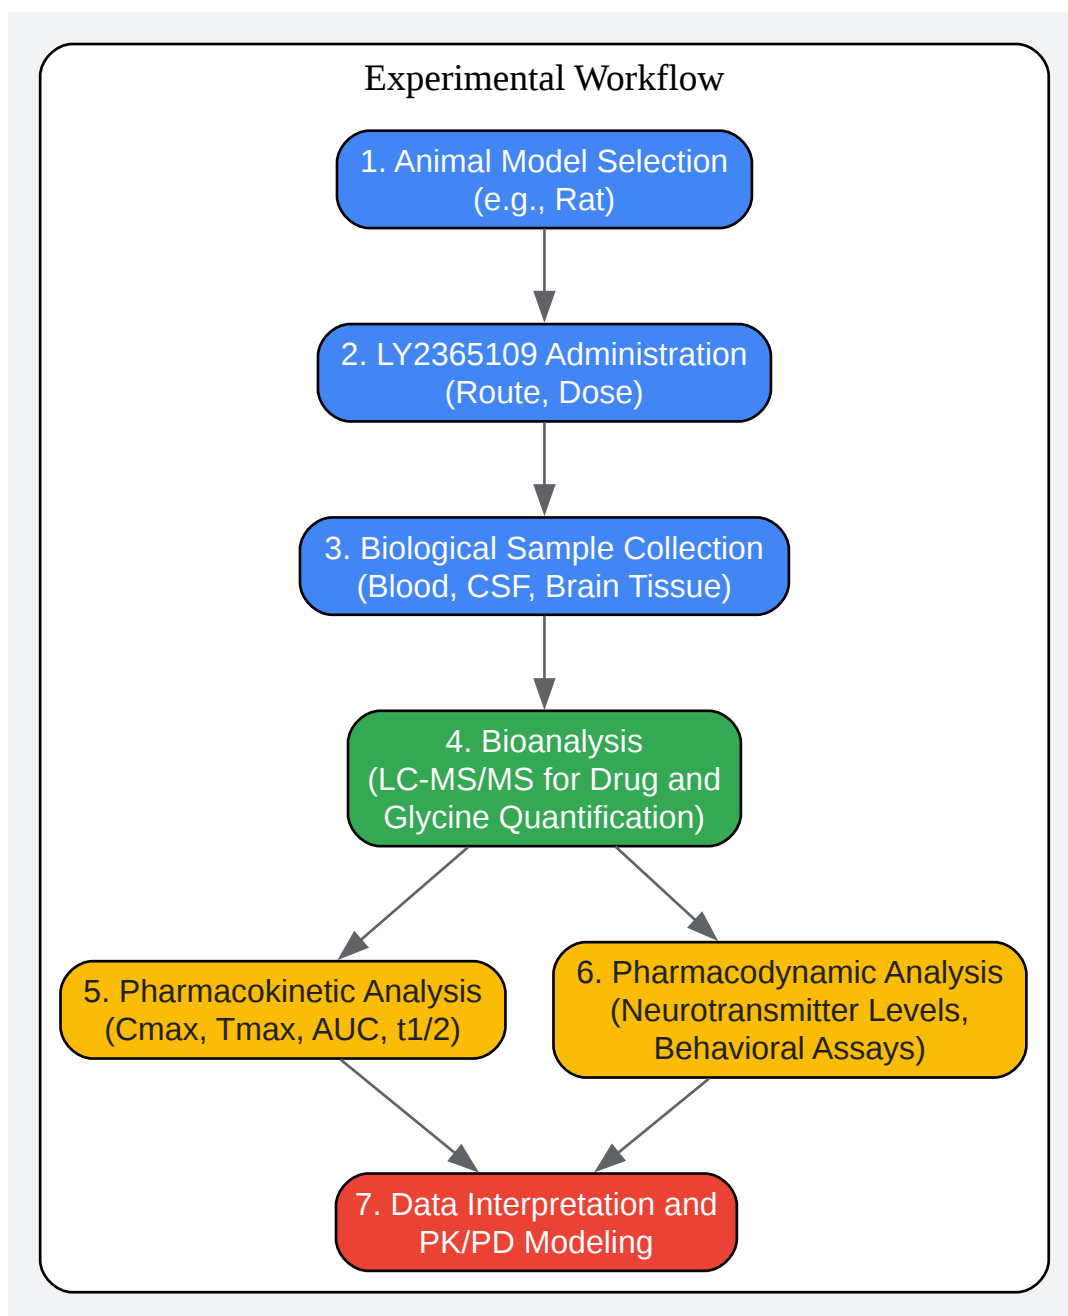 Experimental Workflow
1. Animal Model Selection
(e.g., Rat)
2. LY2365109 Administration
(Route, Dose)
3. Biological Sample Collection
(Blood, CSF, Brain Tissue)
4. Bioanalysis
(LC-MS/MS for Drug and
Glycine Quantification)
5. Pharmacokinetic Analysis
(Cmax, Tmax, AUC, t1/2)
6. Pharmacodynamic Analysis
(Neurotransmitter Levels,
Behavioral Assays)
7. Data Interpretation and
PK/PD Modeling